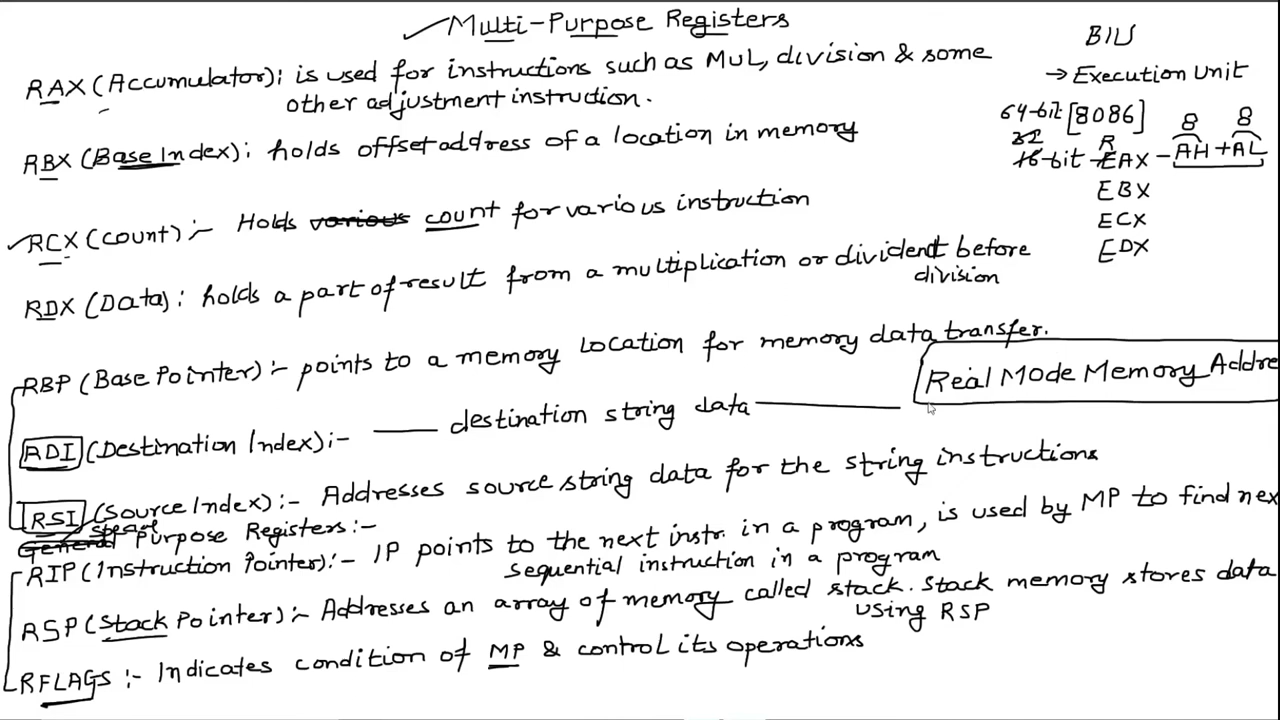 Multi-Purpose Registers
RAX (Accumulator): is used for instructions such as MUL, division & some
other adjustment instruction.
RBX (Base Index): holds offset address of a location in memory
RCX (Count) :- Holds various count for various instruction
RDX (Data) : holds a part of result from a multiplication or dividend before
division
RBP (Base Pointer) :- points to a memory location for memory data transfer.
RDI (Destination Index) :- destination string data
RSI (Source Index) :- Addresses source string data for the string instructions
General Special Purpose Registers :-
RIP (Instruction Pointer) :- IP points to the next instr. in a program, is used by MP to find nex
sequential instruction in a program
RSP (Stack Pointer) :- Addresses an array of memory called stack. Stack memory stores data
using RSP
RFLAGS :- Indicates condition of MP & control its operations
BIU
→ Execution Unit
64-bit [8086]
32 R 8 8
16-bit - EAX - AH + AL
EBX
ECX
EDX
Real Mode Memory Addre